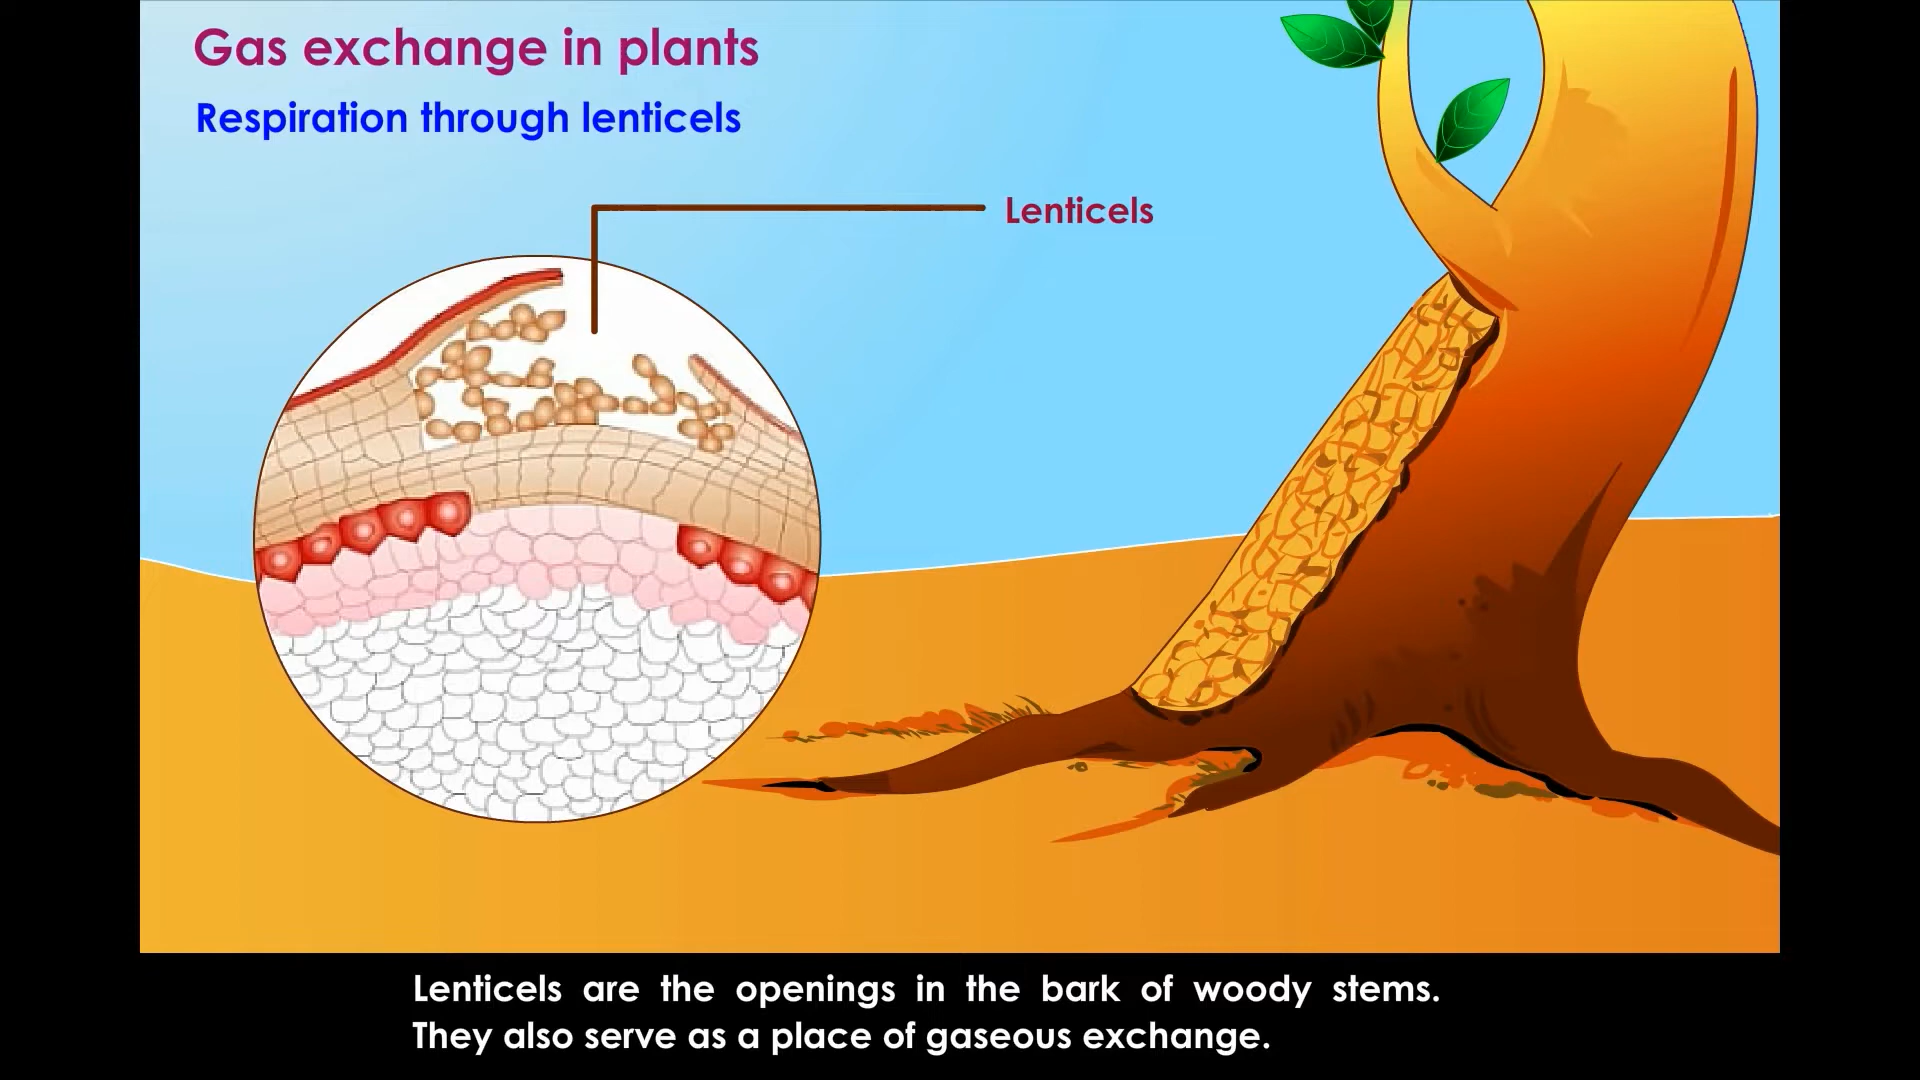 Gas exchange in plants
Respiration through lenticels
Lenticels
Lenticels are the openings in the bark of woody stems.
They also serve as a place of gaseous exchange.